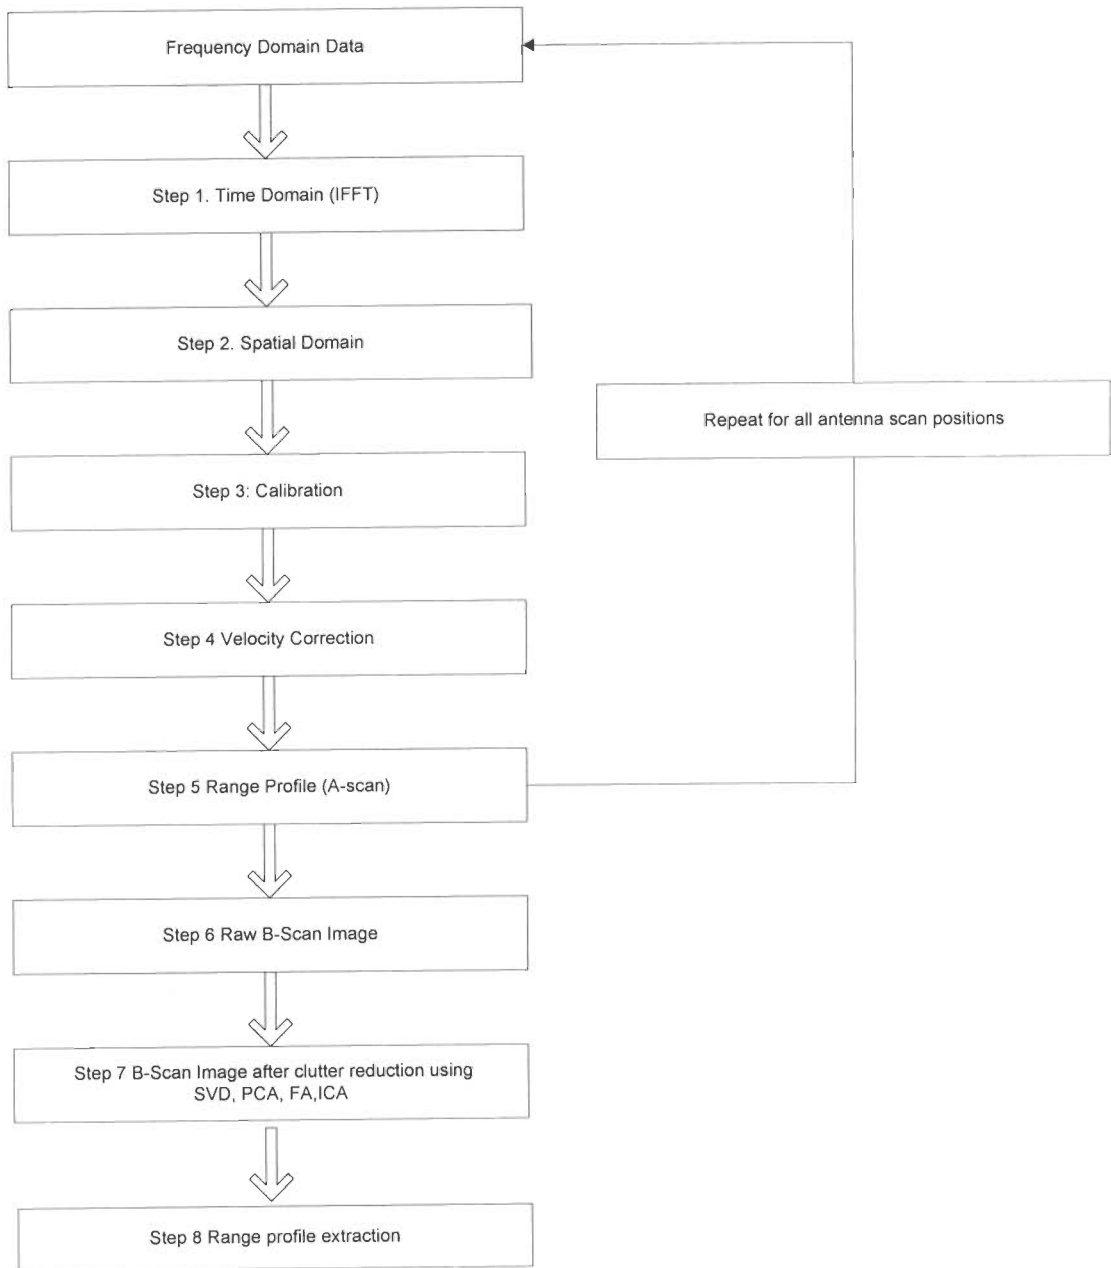 Frequency Domain Data
Step 1. Time Domain (IFFT)
Step 2. Spatial Domain
Repeat for all antenna scan positions
Step 3: Calibration
Step 4 Velocity Correction
Step 5 Range Profile (A-scan)
Step 6 Raw B-Scan Image
Step 7 B-Scan Image after clutter reduction using
SVD, PCA, FA,ICA
Step 8 Range profile extraction